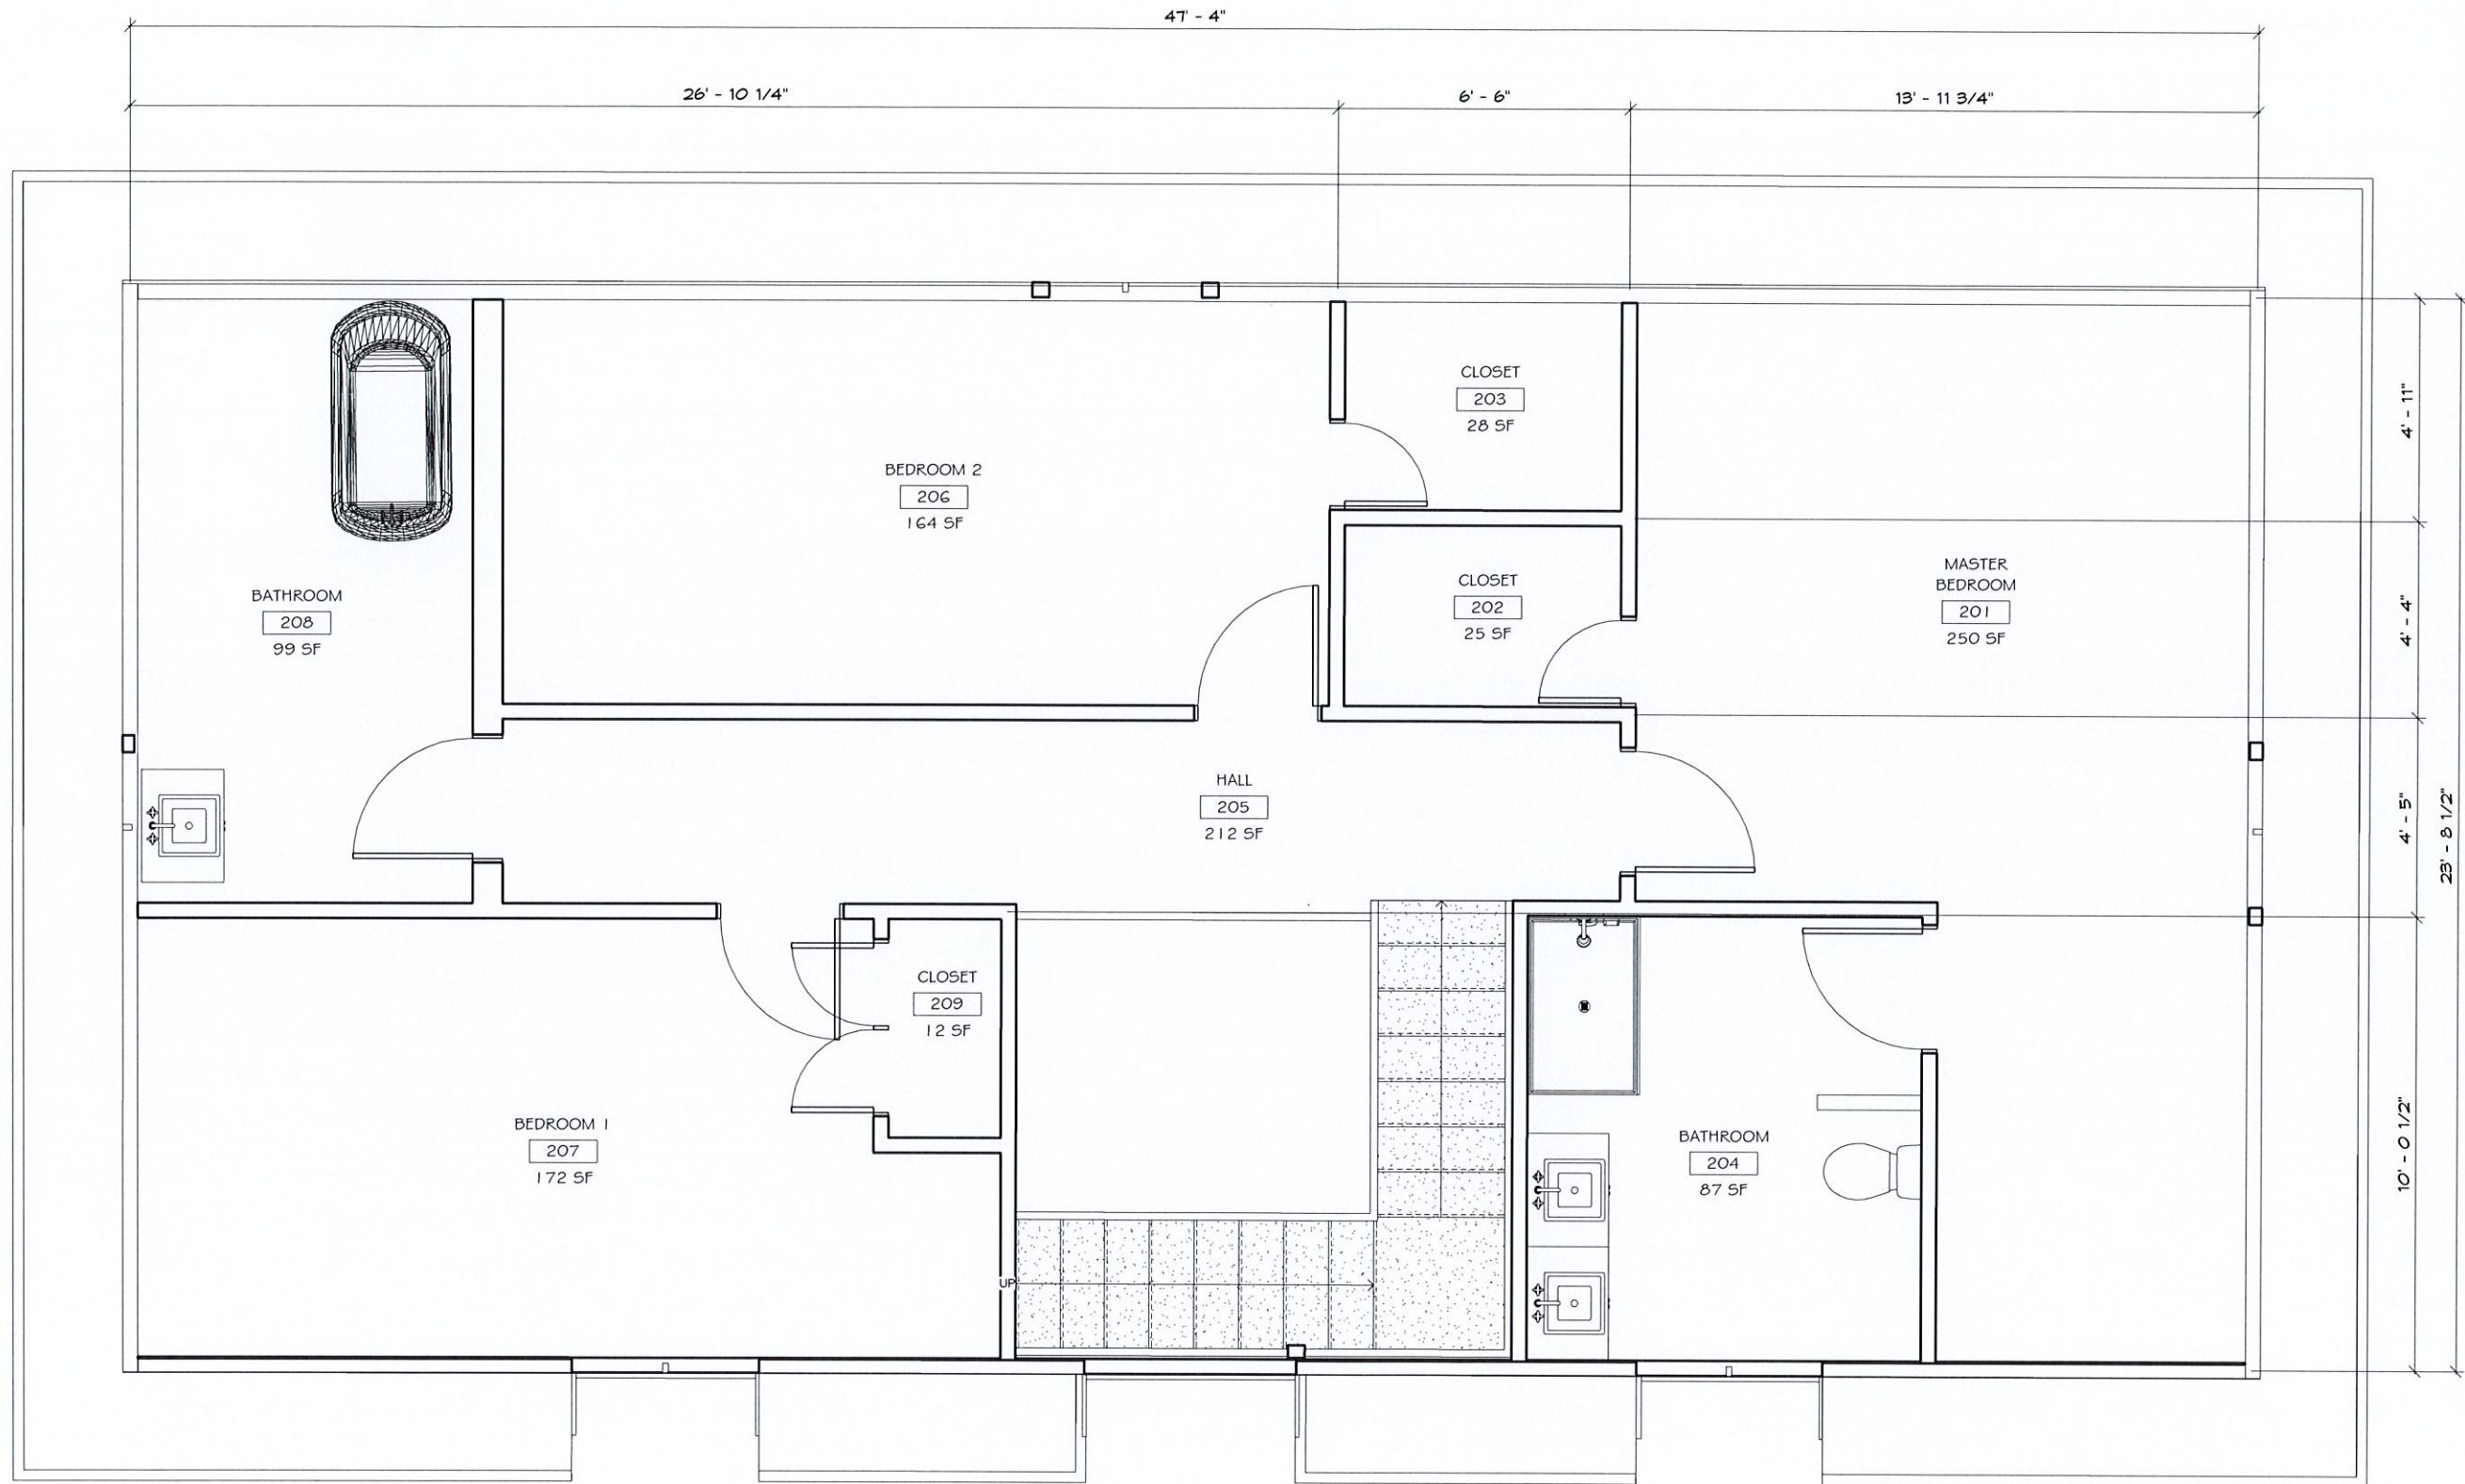 47' - 4"
26' - 10 1/4"
6' - 6"
13' - 11 3/4"
CLOSET
203
28 SF
4' - 11"
BEDROOM 2
206
164 SF
MASTER
BEDROOM
201
250 SF
CLOSET
202
25 SF
4' - 4"
BATHROOM
208
99 SF
HALL
205
212 SF
4' - 5"
23' - 8 1/2"
CLOSET
209
12 SF
BEDROOM 1
207
172 SF
BATHROOM
204
87 SF
10' - 0 1/2"
UP